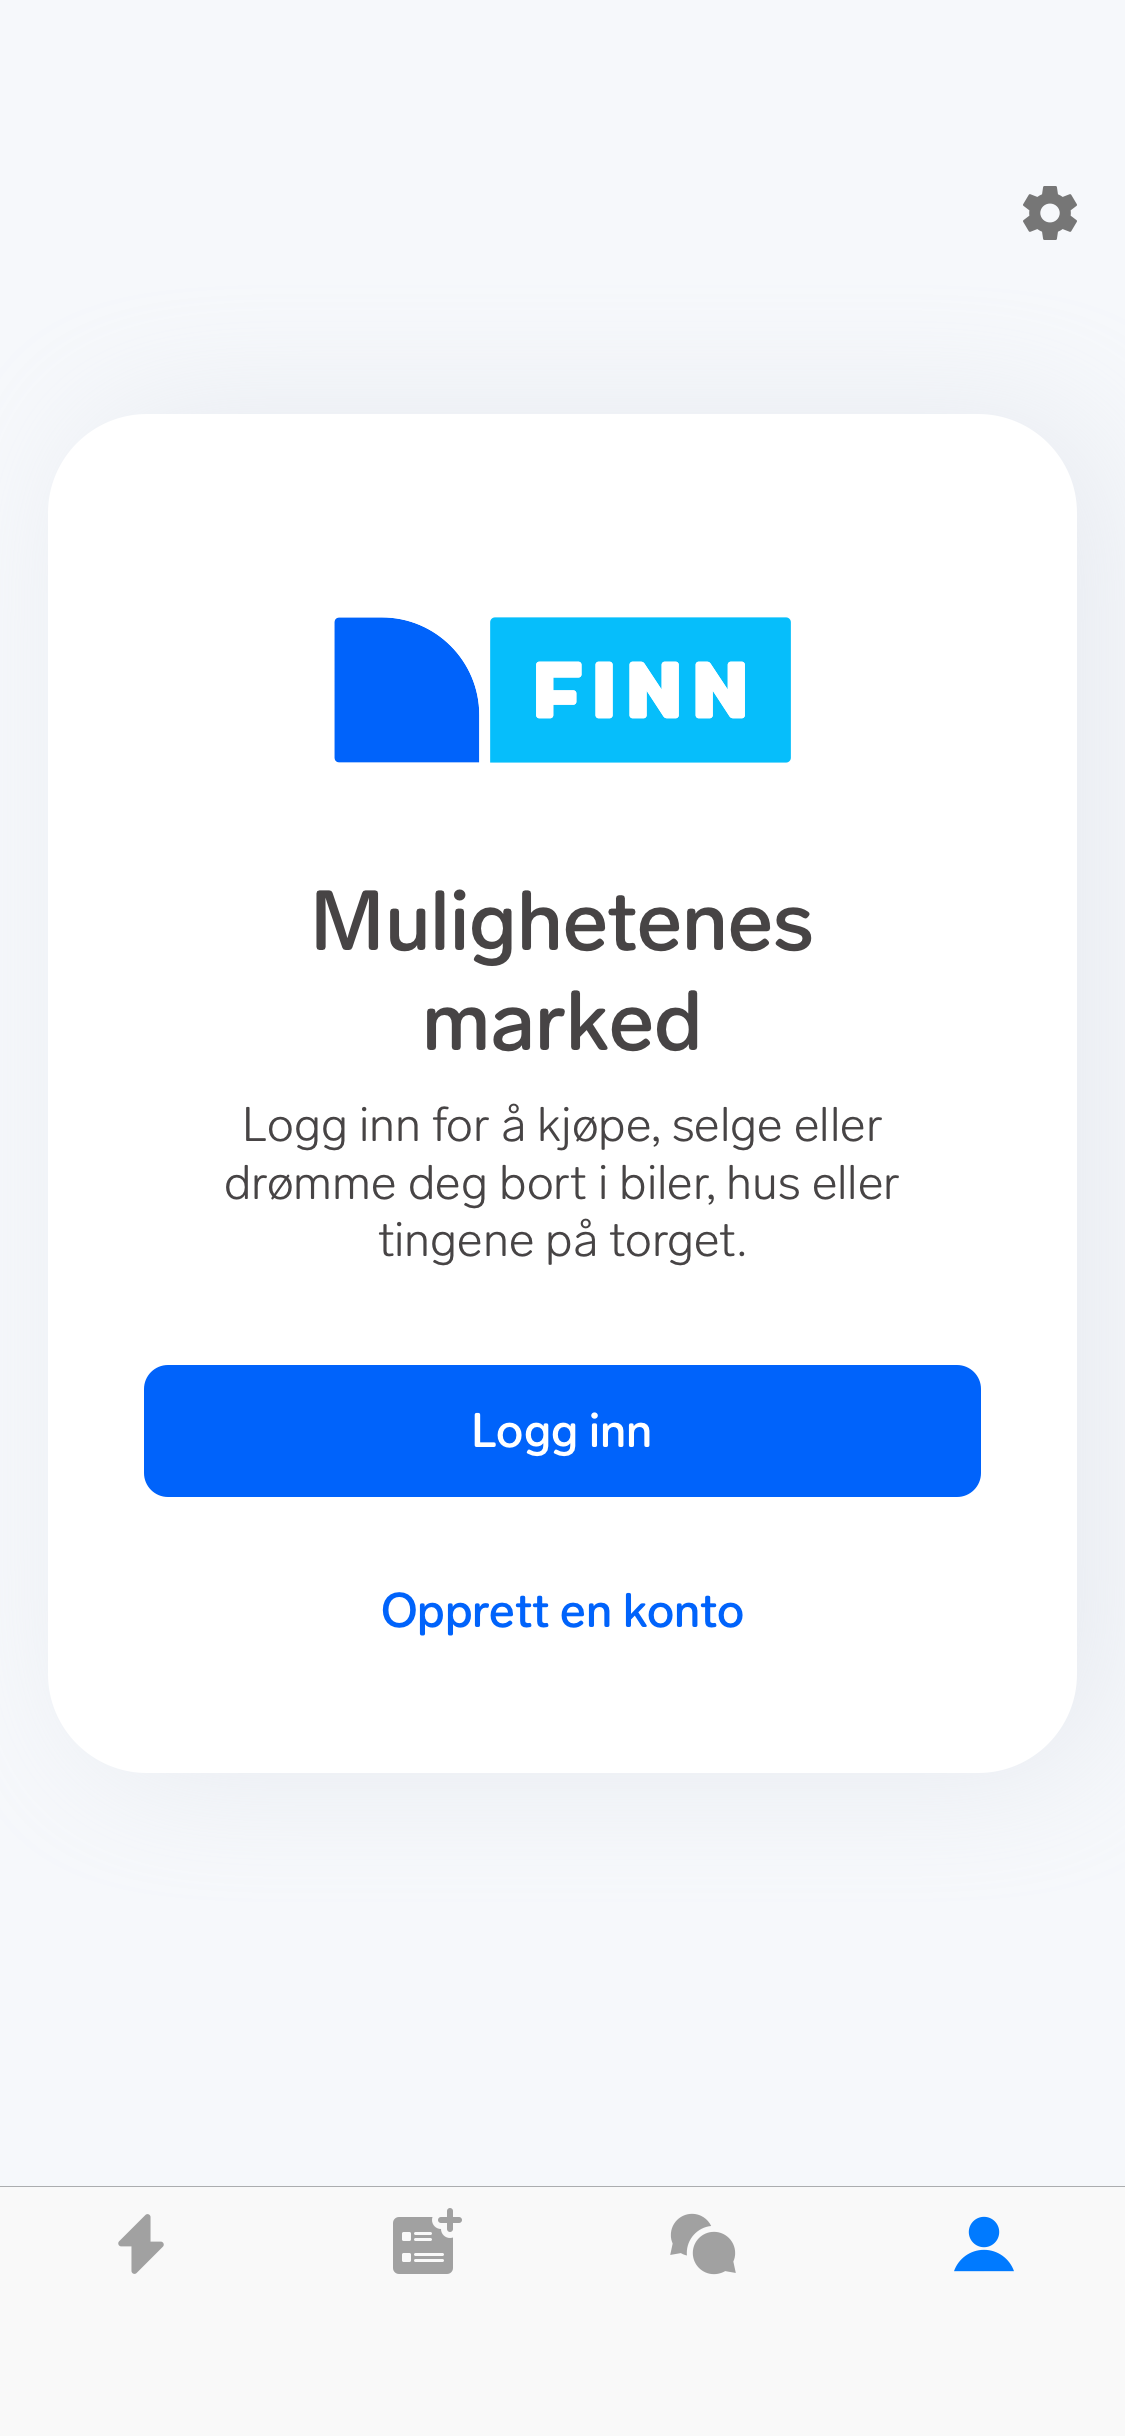 FINN
Mulighetenes
marked
Logg inn for å kjøpe, selge eller
drømme deg bort i biler, hus eller
tingene på torget.
Logg inn
Opprett en konto